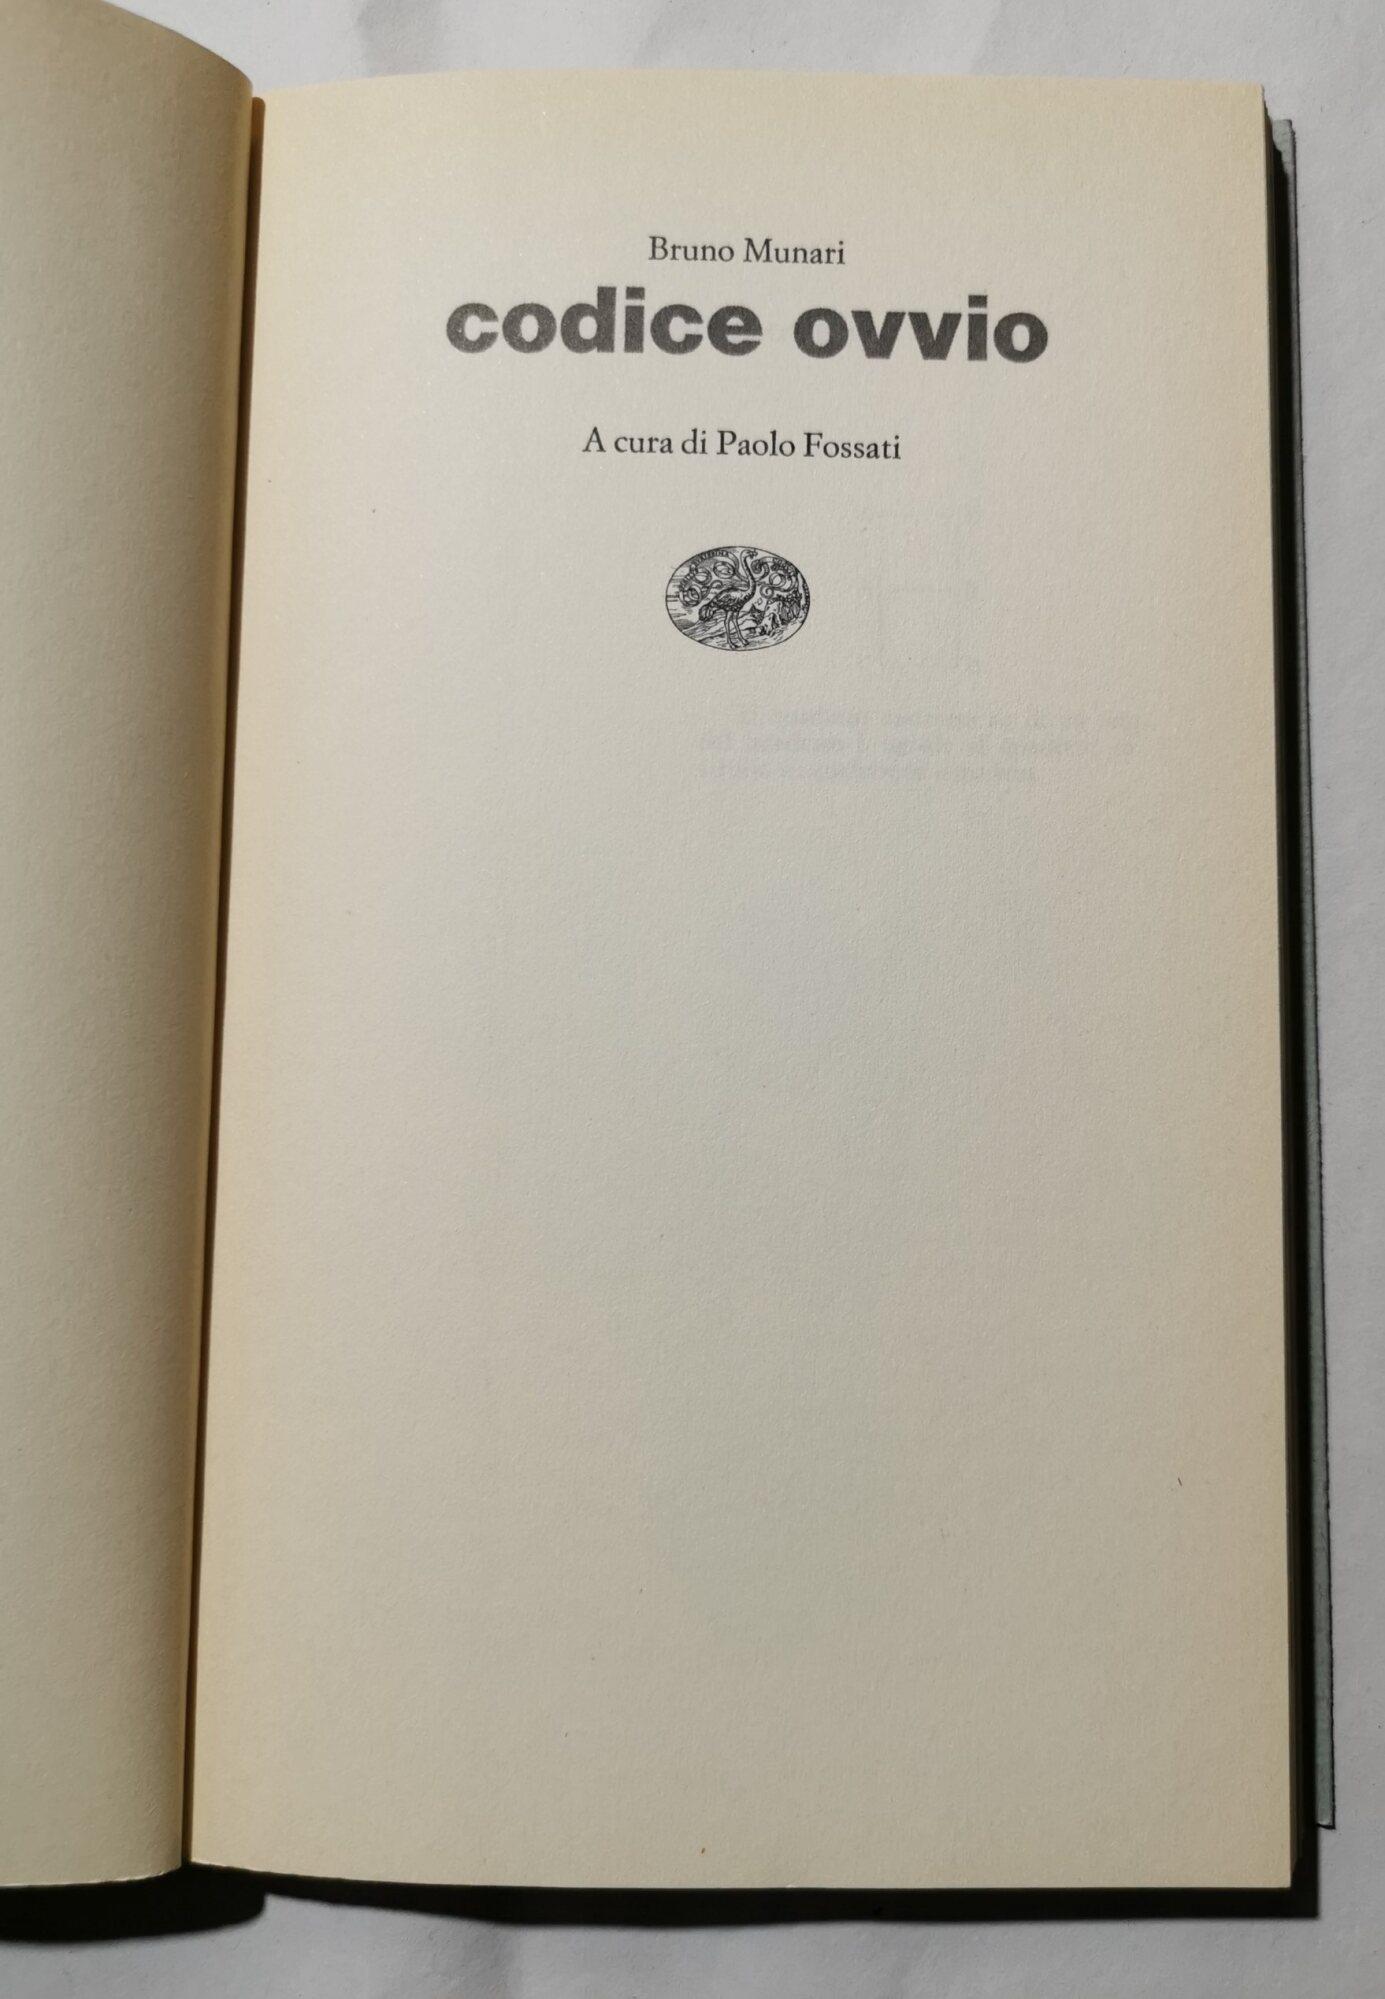 Bruno Munari
codice ovvio
A cura di Paolo Fossati